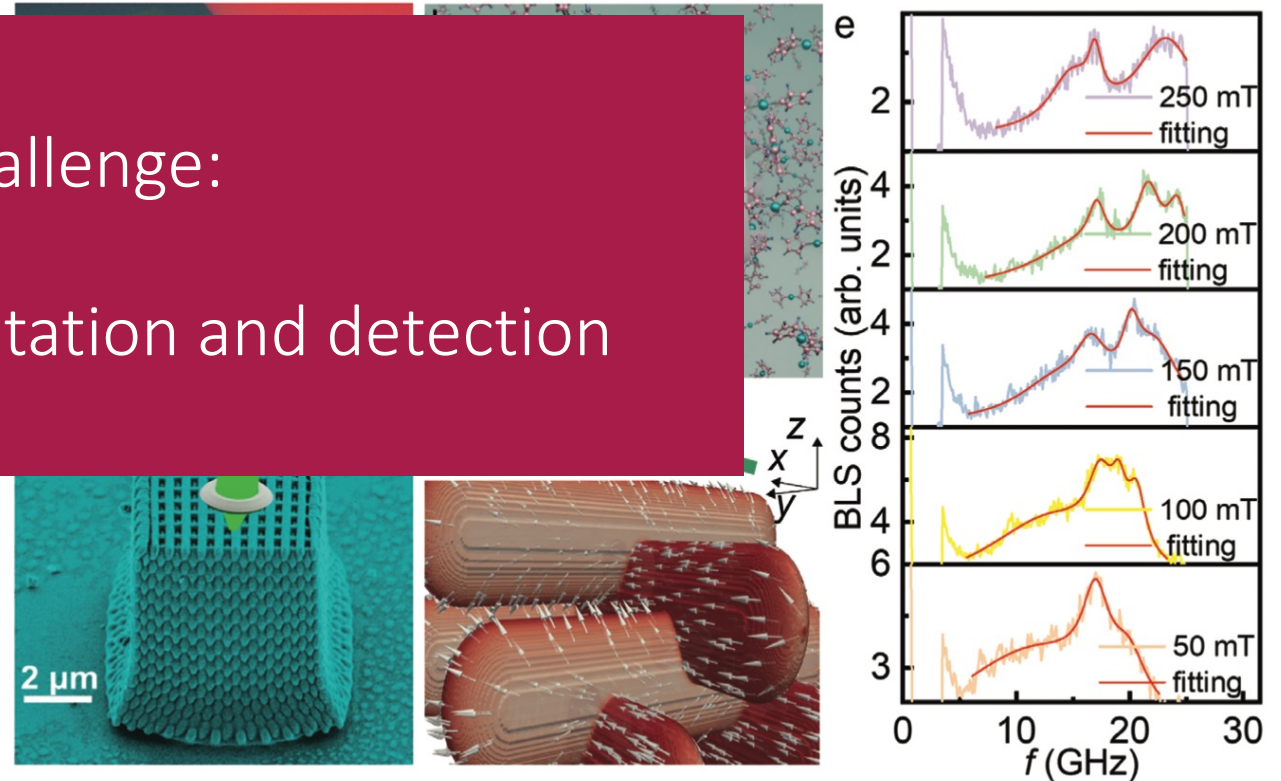 allenge:
tation and detection
2 µm
z
x
y
e
BLS counts (arb. units)
2
250 mT
fitting
4
2
200 mT
fitting
4
2
150 mT
fitting
8
4
6
100 mT
fitting
6
3
50 mT
fitting
0 10 20 30
f (GHz)